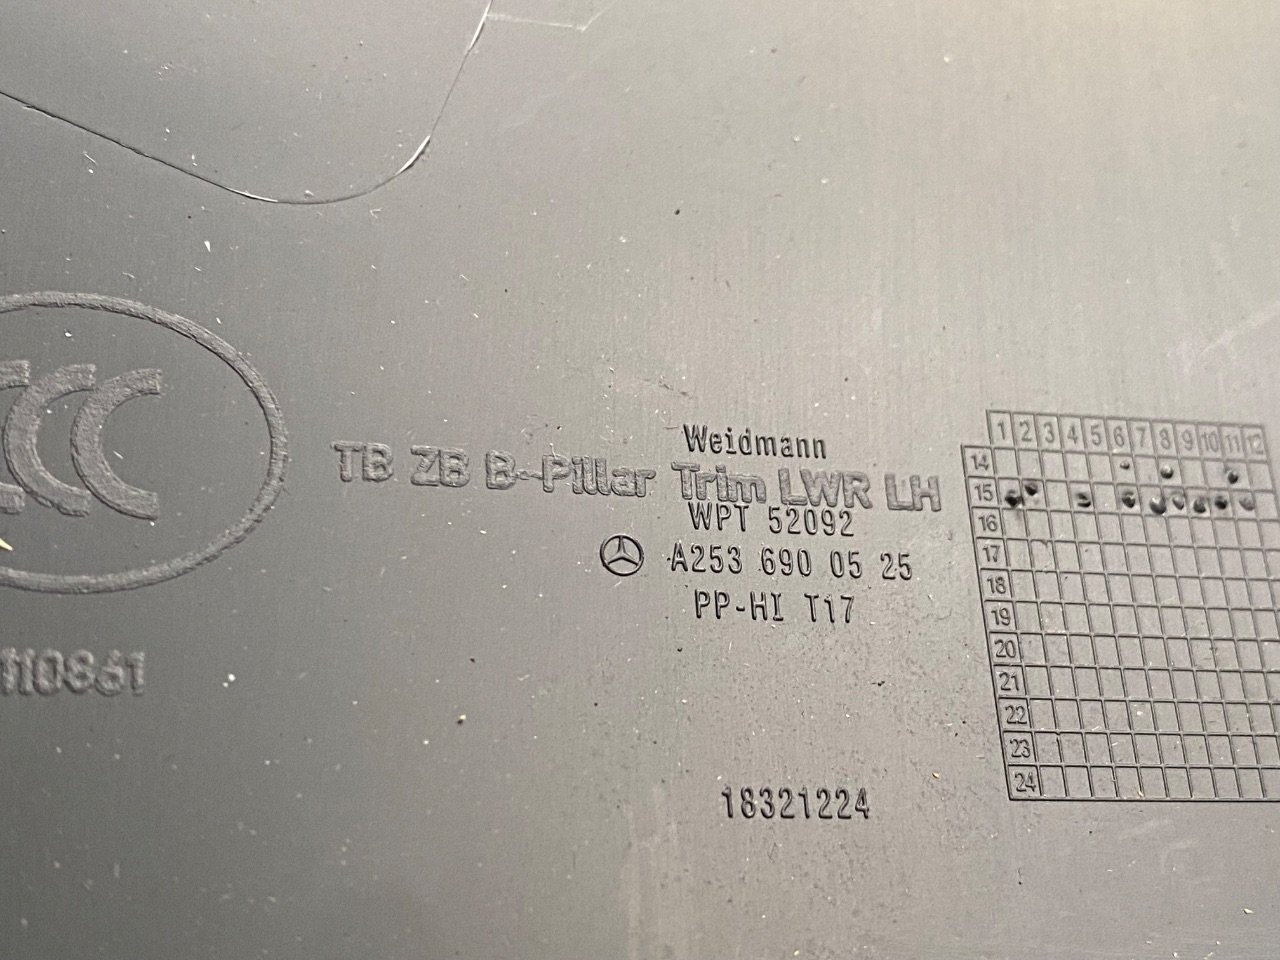 CCC
110861
Weidmann
TB ZB B-Pillar Trim LWR LH
WPT 52092
A253 690 05 25
PP-HI T17
18321224
1 2 3 4 5 6 7 8 9 10 11 12
14
15
16
17
18
19
20
21
22
23
24